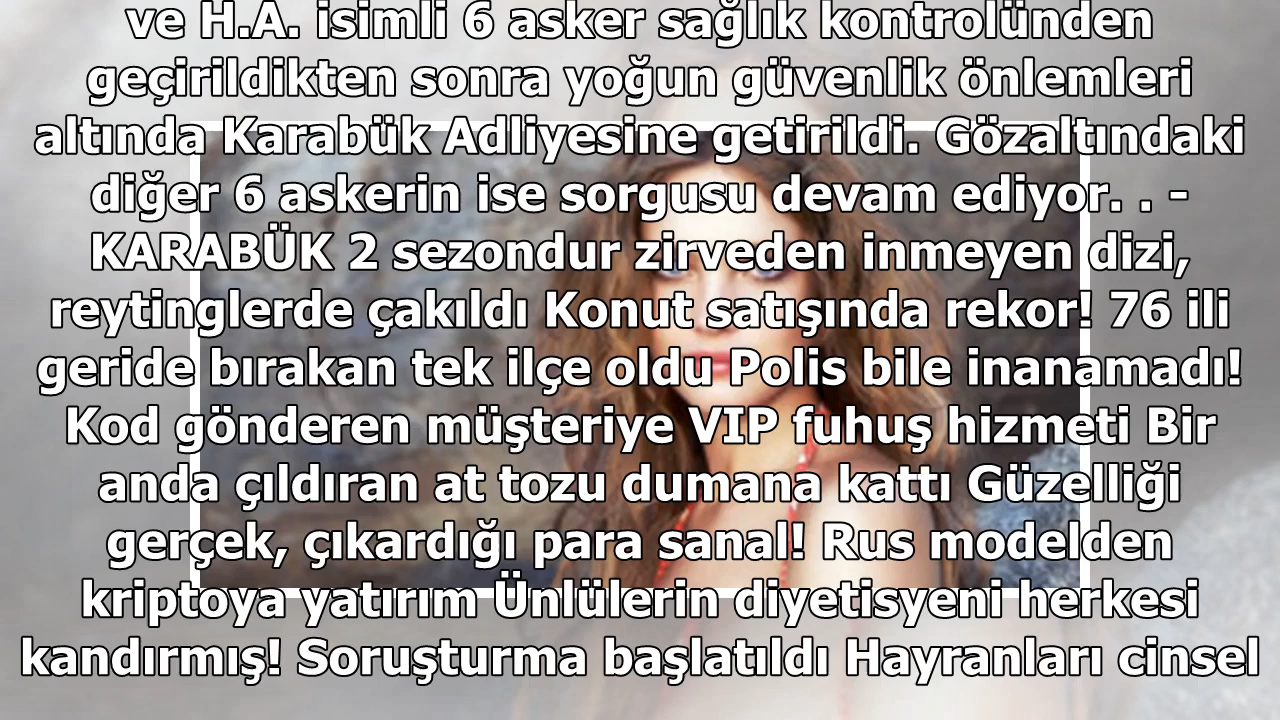 ve H.A. isimli 6 asker sağlık kontrolünden
geçirildikten sonra yoğun güvenlik önlemleri
altında Karabük Adliyesine getirildi. Gözaltındaki
diğer 6 askerin ise sorgusu devam ediyor. . -
KARABÜK 2 sezondur zirveden inmeyen dizi,
reytinglerde çakıldı Konut satışında rekor! 76 ili
geride bırakan tek ilçe oldu Polis bile inanamadı!
Kod gönderen müşteriye VIP fuhuş hizmeti Bir
anda çıldıran at tozu dumana kattı Güzelliği
gerçek, çıkardığı para sanal! Rus modelden
kriptoya yatırım Ünlülerin diyetisyeni herkesi
kandırmış! Soruşturma başlatıldı Hayranları cinsel